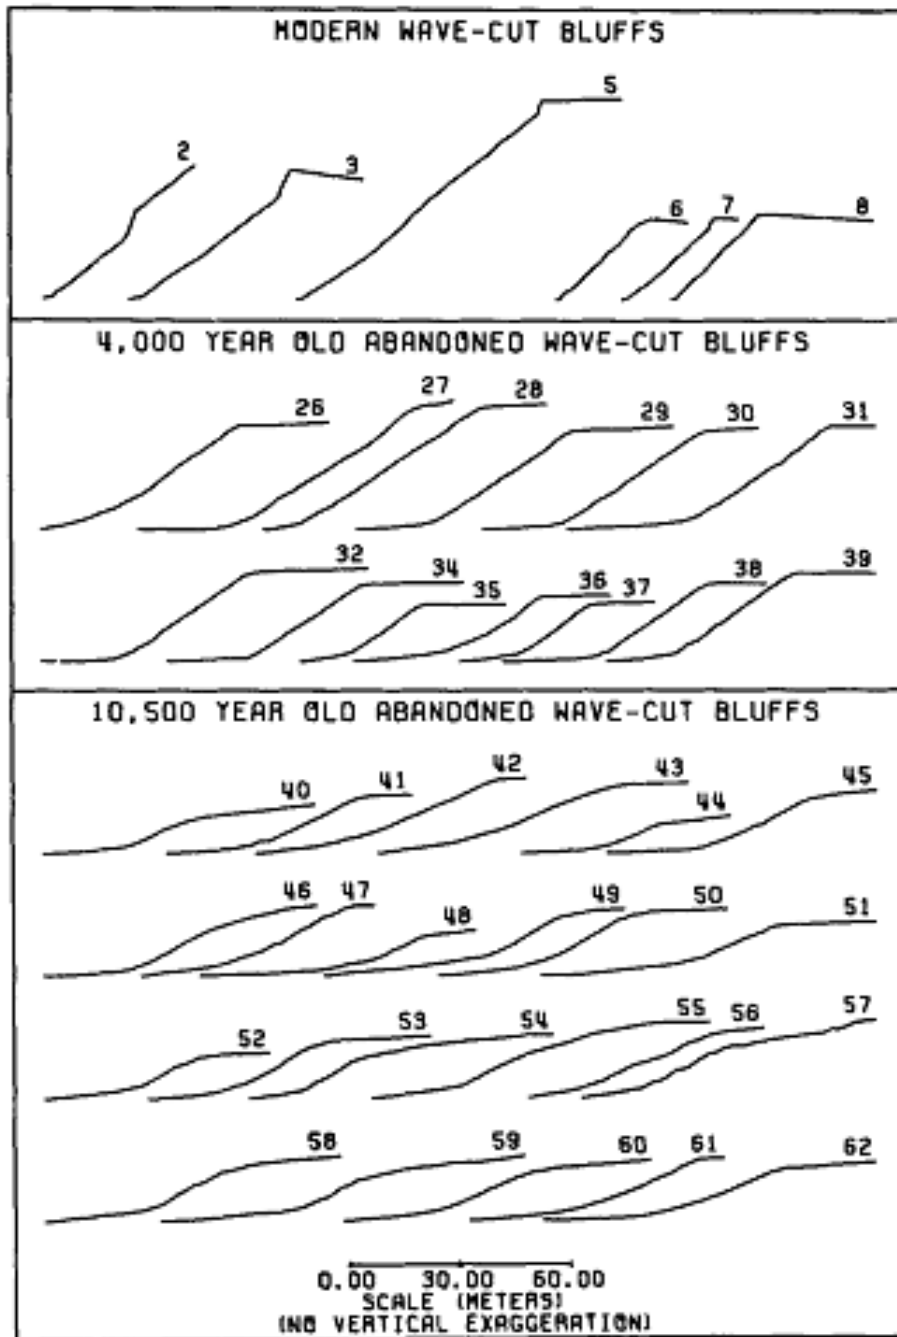 MODERN WAVE-CUT BLUFFS
5
2
3
6 7 8
4,000 YEAR OLD ABANDONED WAVE-CUT BLUFFS
26 27 28 29 30 31
32 34 35 36 37 38 39
10,500 YEAR OLD ABANDONED WAVE-CUT BLUFFS
40 41 42 43 44 45
46 47 48 49 50 51
52 53 54 55 56 57
58 59 60 61 62
0.00 30.00 60.00
SCALE (METERS)
(NO VERTICAL EXAGGERATION)